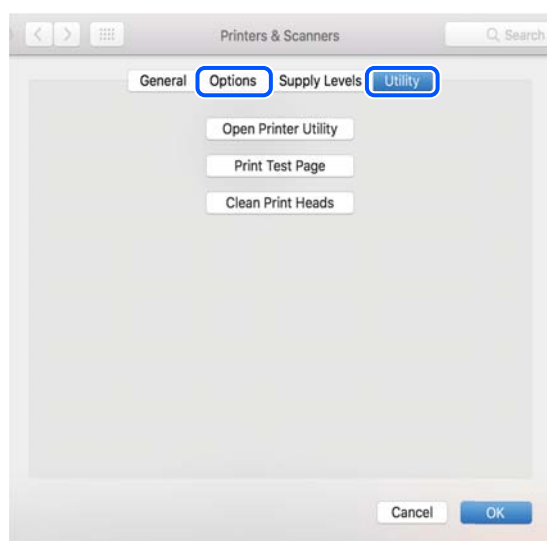 Printers & Scanners Search
General Options Supply Levels Utility
Open Printer Utility
Print Test Page
Clean Print Heads
Cancel OK